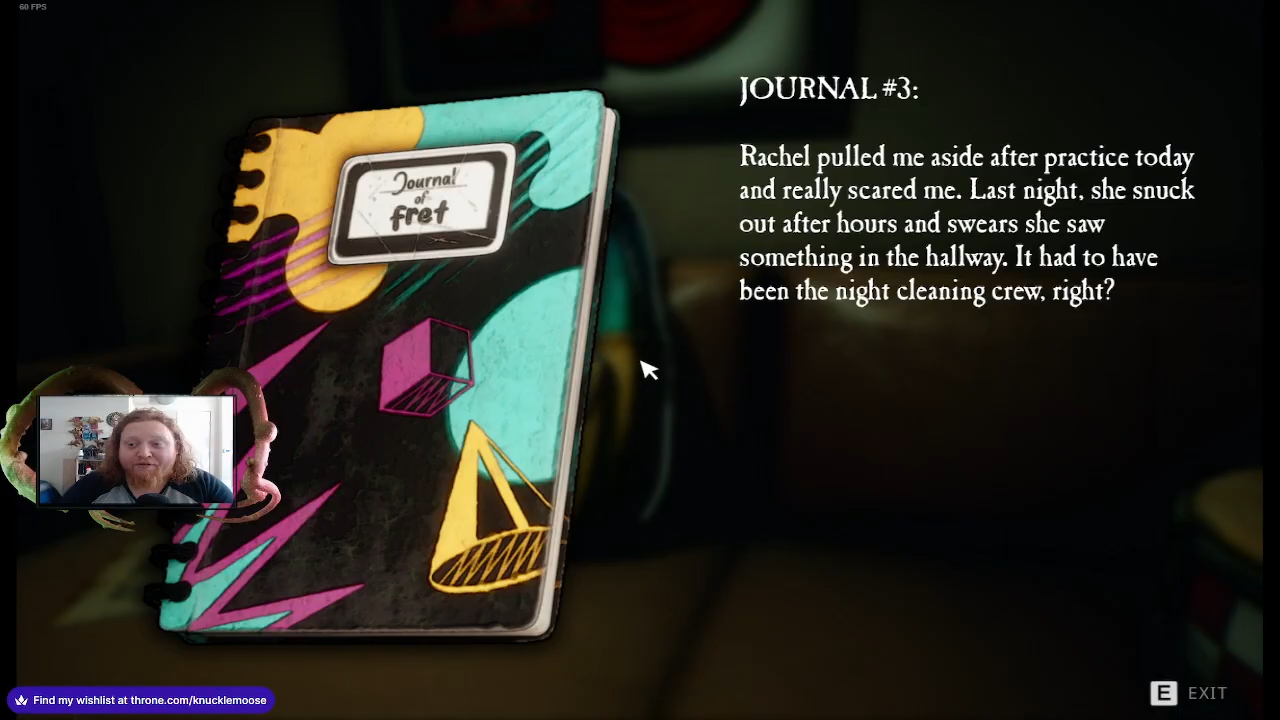 60 FPS
JOURNAL #3:
Rachel pulled me aside after practice today
and really scared me. Last night, she snuck
out after hours and swears she saw
something in the hallway. It had to have
been the night cleaning crew, right?
Journal
of
fret
Find my wishlist at throne.com/knucklemoose
E EXIT